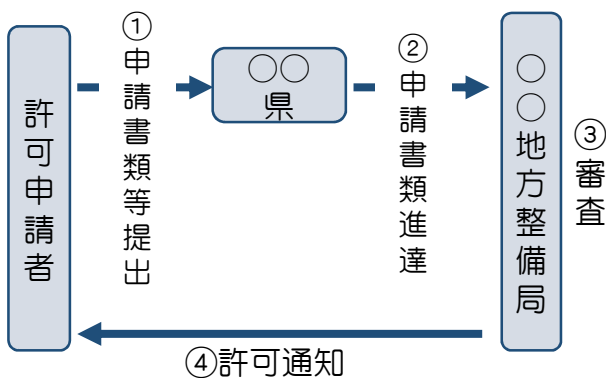 許可申請者
①申請書類等提出
○○
県
②申請書類進達
○○地方整備局
③審査
④許可通知